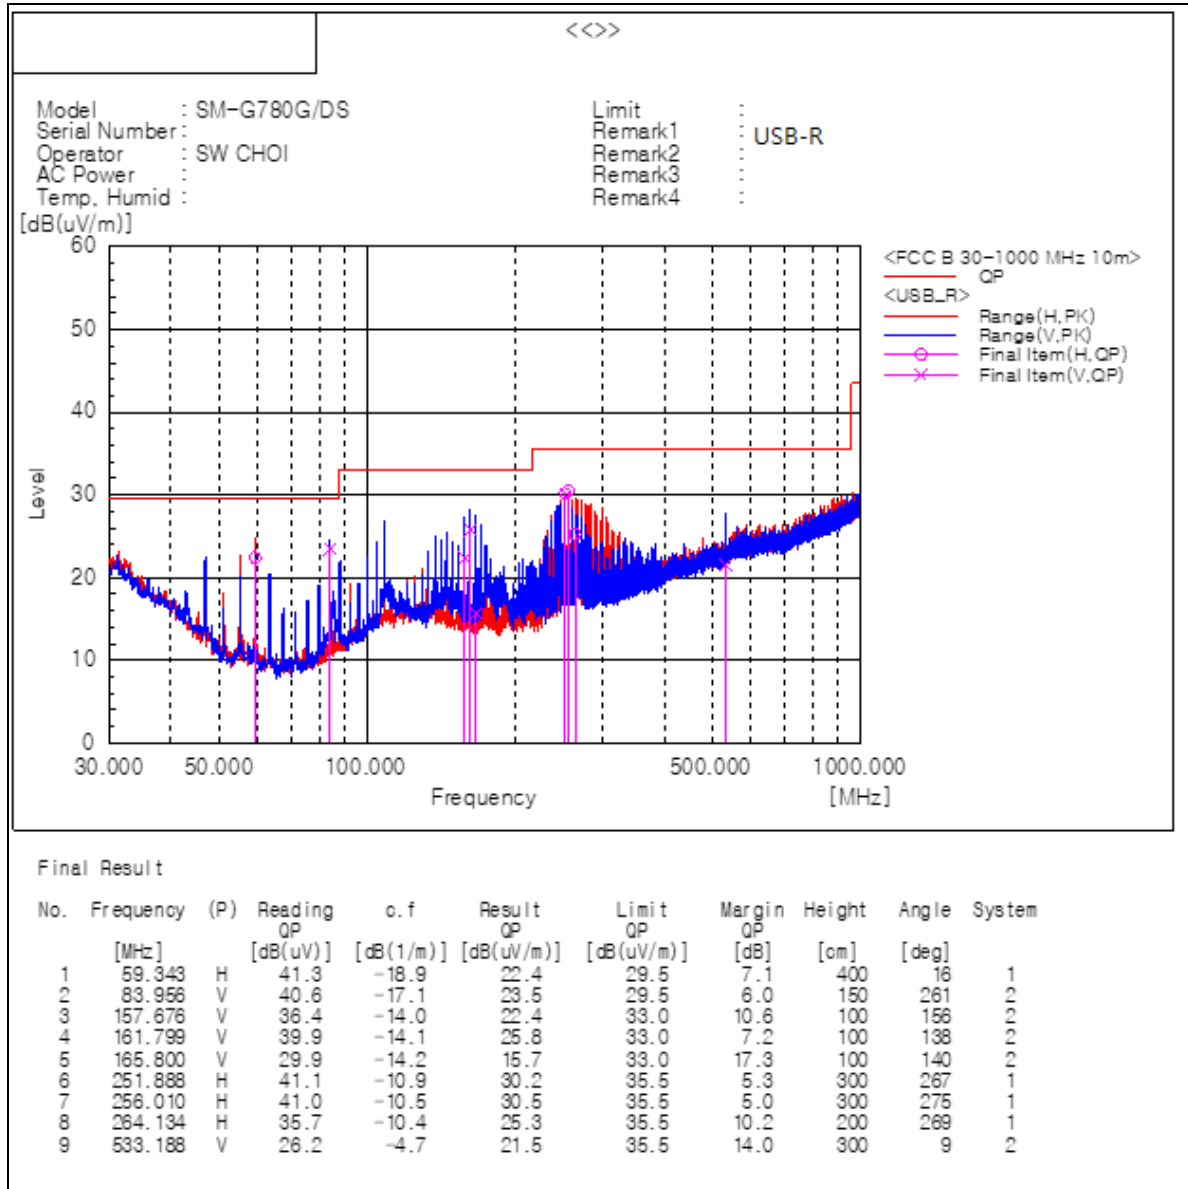 <<>>
Model : SM-G780G/DS Limit :
Serial Number : Remark1 : USB-R
Operator : SW CHOI Remark2 :
AC Power : Remark3 :
Temp, Humid : Remark4 :
[dB(uV/m)]
60
50
40
30
20
10
0
Level
30.000 50.000 100.000 500.000 1000.000
Frequency [MHz]
<FCC B 30-1000 MHz 10m>
QP
<USB_R>
Range(H,PK)
Range(V,PK)
Final Item(H,QP)
Final Item(V,QP)
Final Result
No. Frequency (P) Reading c.f Result Limit Margin Height Angle System
QP QP QP QP
[MHz] [dB(uV)] [dB(1/m)] [dB(uV/m)] [dB(uV/m)] [dB] [cm] [deg]
1 59.343 H 41.3 -18.9 22.4 29.5 7.1 400 16 1
2 83.956 V 40.6 -17.1 23.5 29.5 6.0 150 261 2
3 157.676 V 36.4 -14.0 22.4 33.0 10.6 100 156 2
4 161.799 V 39.9 -14.1 25.8 33.0 7.2 100 138 2
5 165.800 V 29.9 -14.2 15.7 33.0 17.3 100 140 2
6 251.888 H 41.1 -10.9 30.2 35.5 5.3 300 267 1
7 256.010 H 41.0 -10.5 30.5 35.5 5.0 300 275 1
8 264.134 H 35.7 -10.4 25.3 35.5 10.2 200 269 1
9 533.188 V 26.2 -4.7 21.5 35.5 14.0 300 9 2